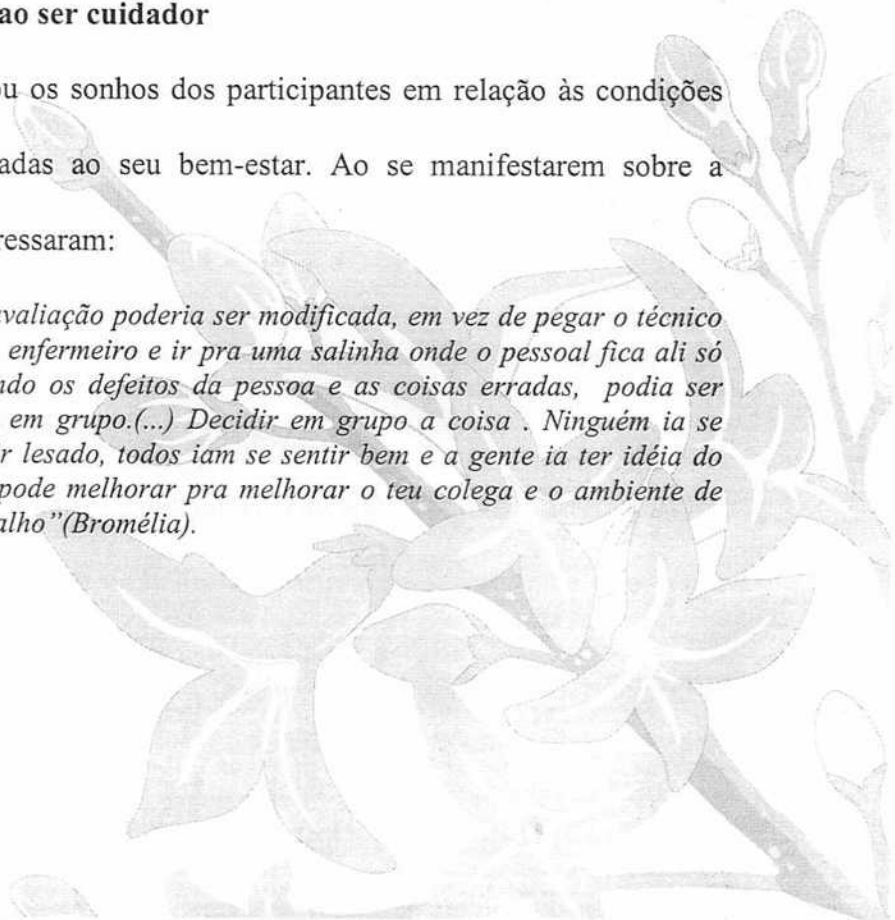 ao ser cuidador
ou os sonhos dos participantes em relação às condições
adas ao seu bem-estar. Ao se manifestarem sobre a
ressaram:
avaliação poderia ser modificada, em vez de pegar o técnico
enfermeiro e ir pra uma salinha onde o pessoal fica ali só
ndo os defeitos da pessoa e as coisas erradas, podia ser
em grupo.(...) Decidir em grupo a coisa . Ninguém ia se
r lesado, todos iam se sentir bem e a gente ia ter idéia do
pode melhorar pra melhorar o teu colega e o ambiente de
alho"(Bromélia).